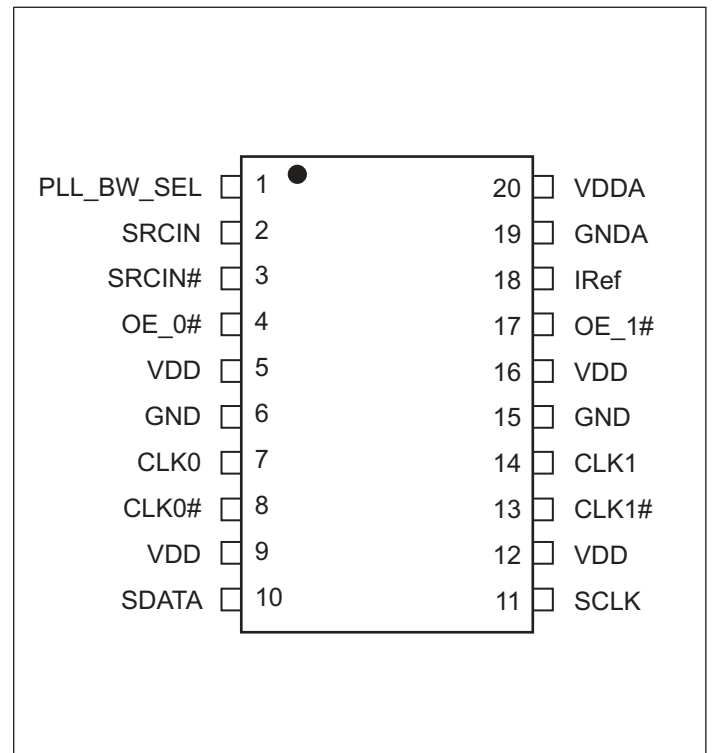 PLL_BW_SEL 1 20 VDDA
SRCIN 2 19 GNDA
SRCIN# 3 18 IRef
OE_0# 4 17 OE_1#
VDD 5 16 VDD
GND 6 15 GND
CLK0 7 14 CLK1
CLK0# 8 13 CLK1#
VDD 9 12 VDD
SDATA 10 11 SCLK